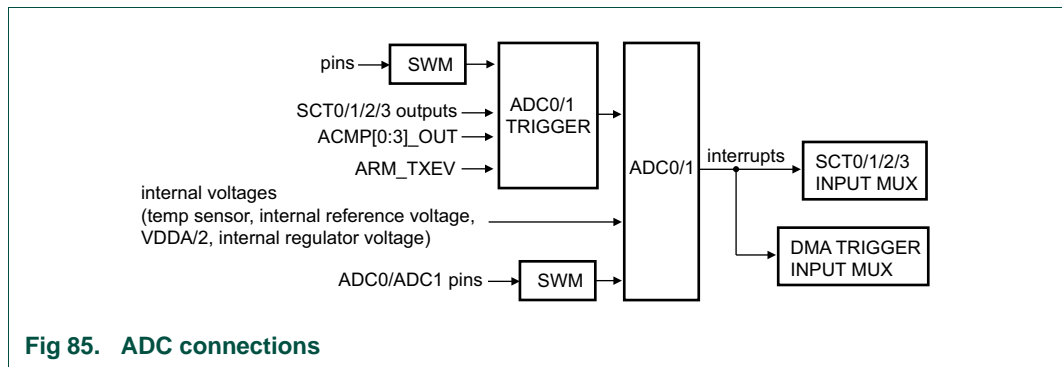 pins
SWM
SCT0/1/2/3 outputs
ACMP[0:3]_OUT
ARM_TXEV
ADC0/1
TRIGGER
internal voltages
(temp sensor, internal reference voltage,
VDDA/2, internal regulator voltage)
ADC0/ADC1 pins
SWM
ADC0/1
interrupts
SCT0/1/2/3
INPUT MUX
DMA TRIGGER
INPUT MUX
Fig 85. ADC connections